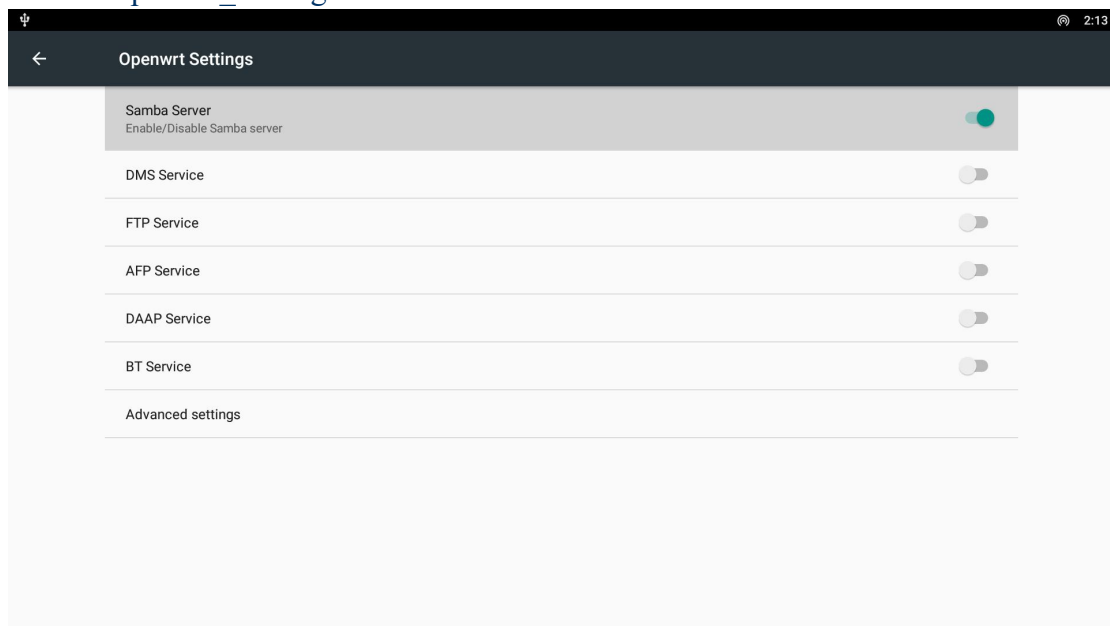 2:13
Openwrt Settings
Samba Server
Enable/Disable Samba server
DMS Service
FTP Service
AFP Service
DAAP Service
BT Service
Advanced settings